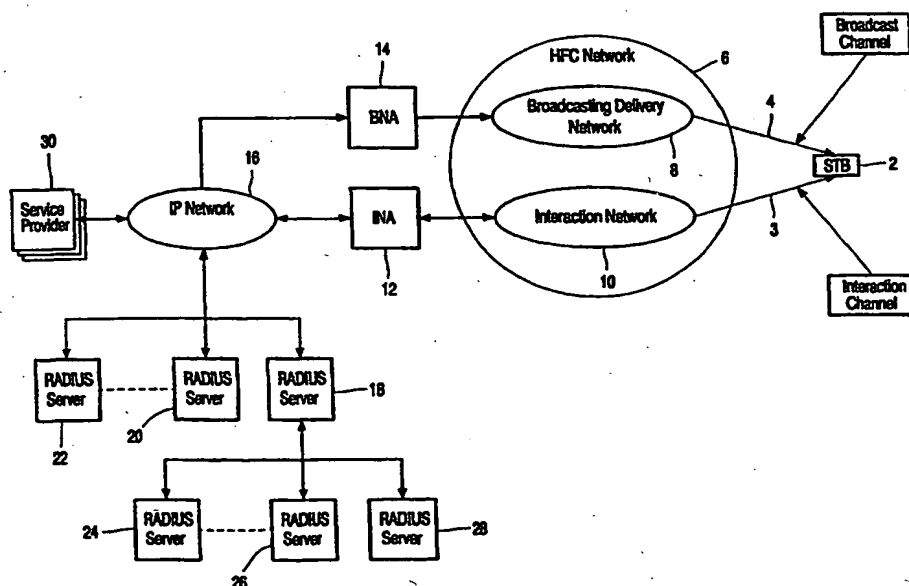 Broadcast
Channel
14
HFC Network
6
BNA
Broadcasting Delivery
Network
8
4
30
16
STB
2
Service
Provider
IP Network
INA
Interaction Network
3
12
10
Interaction
Channel
RADIUS
Server
RADIUS
Server
RADIUS
Server
18
22
20
24
RADIUS
Server
RADIUS
Server
RADIUS
Server
28
26